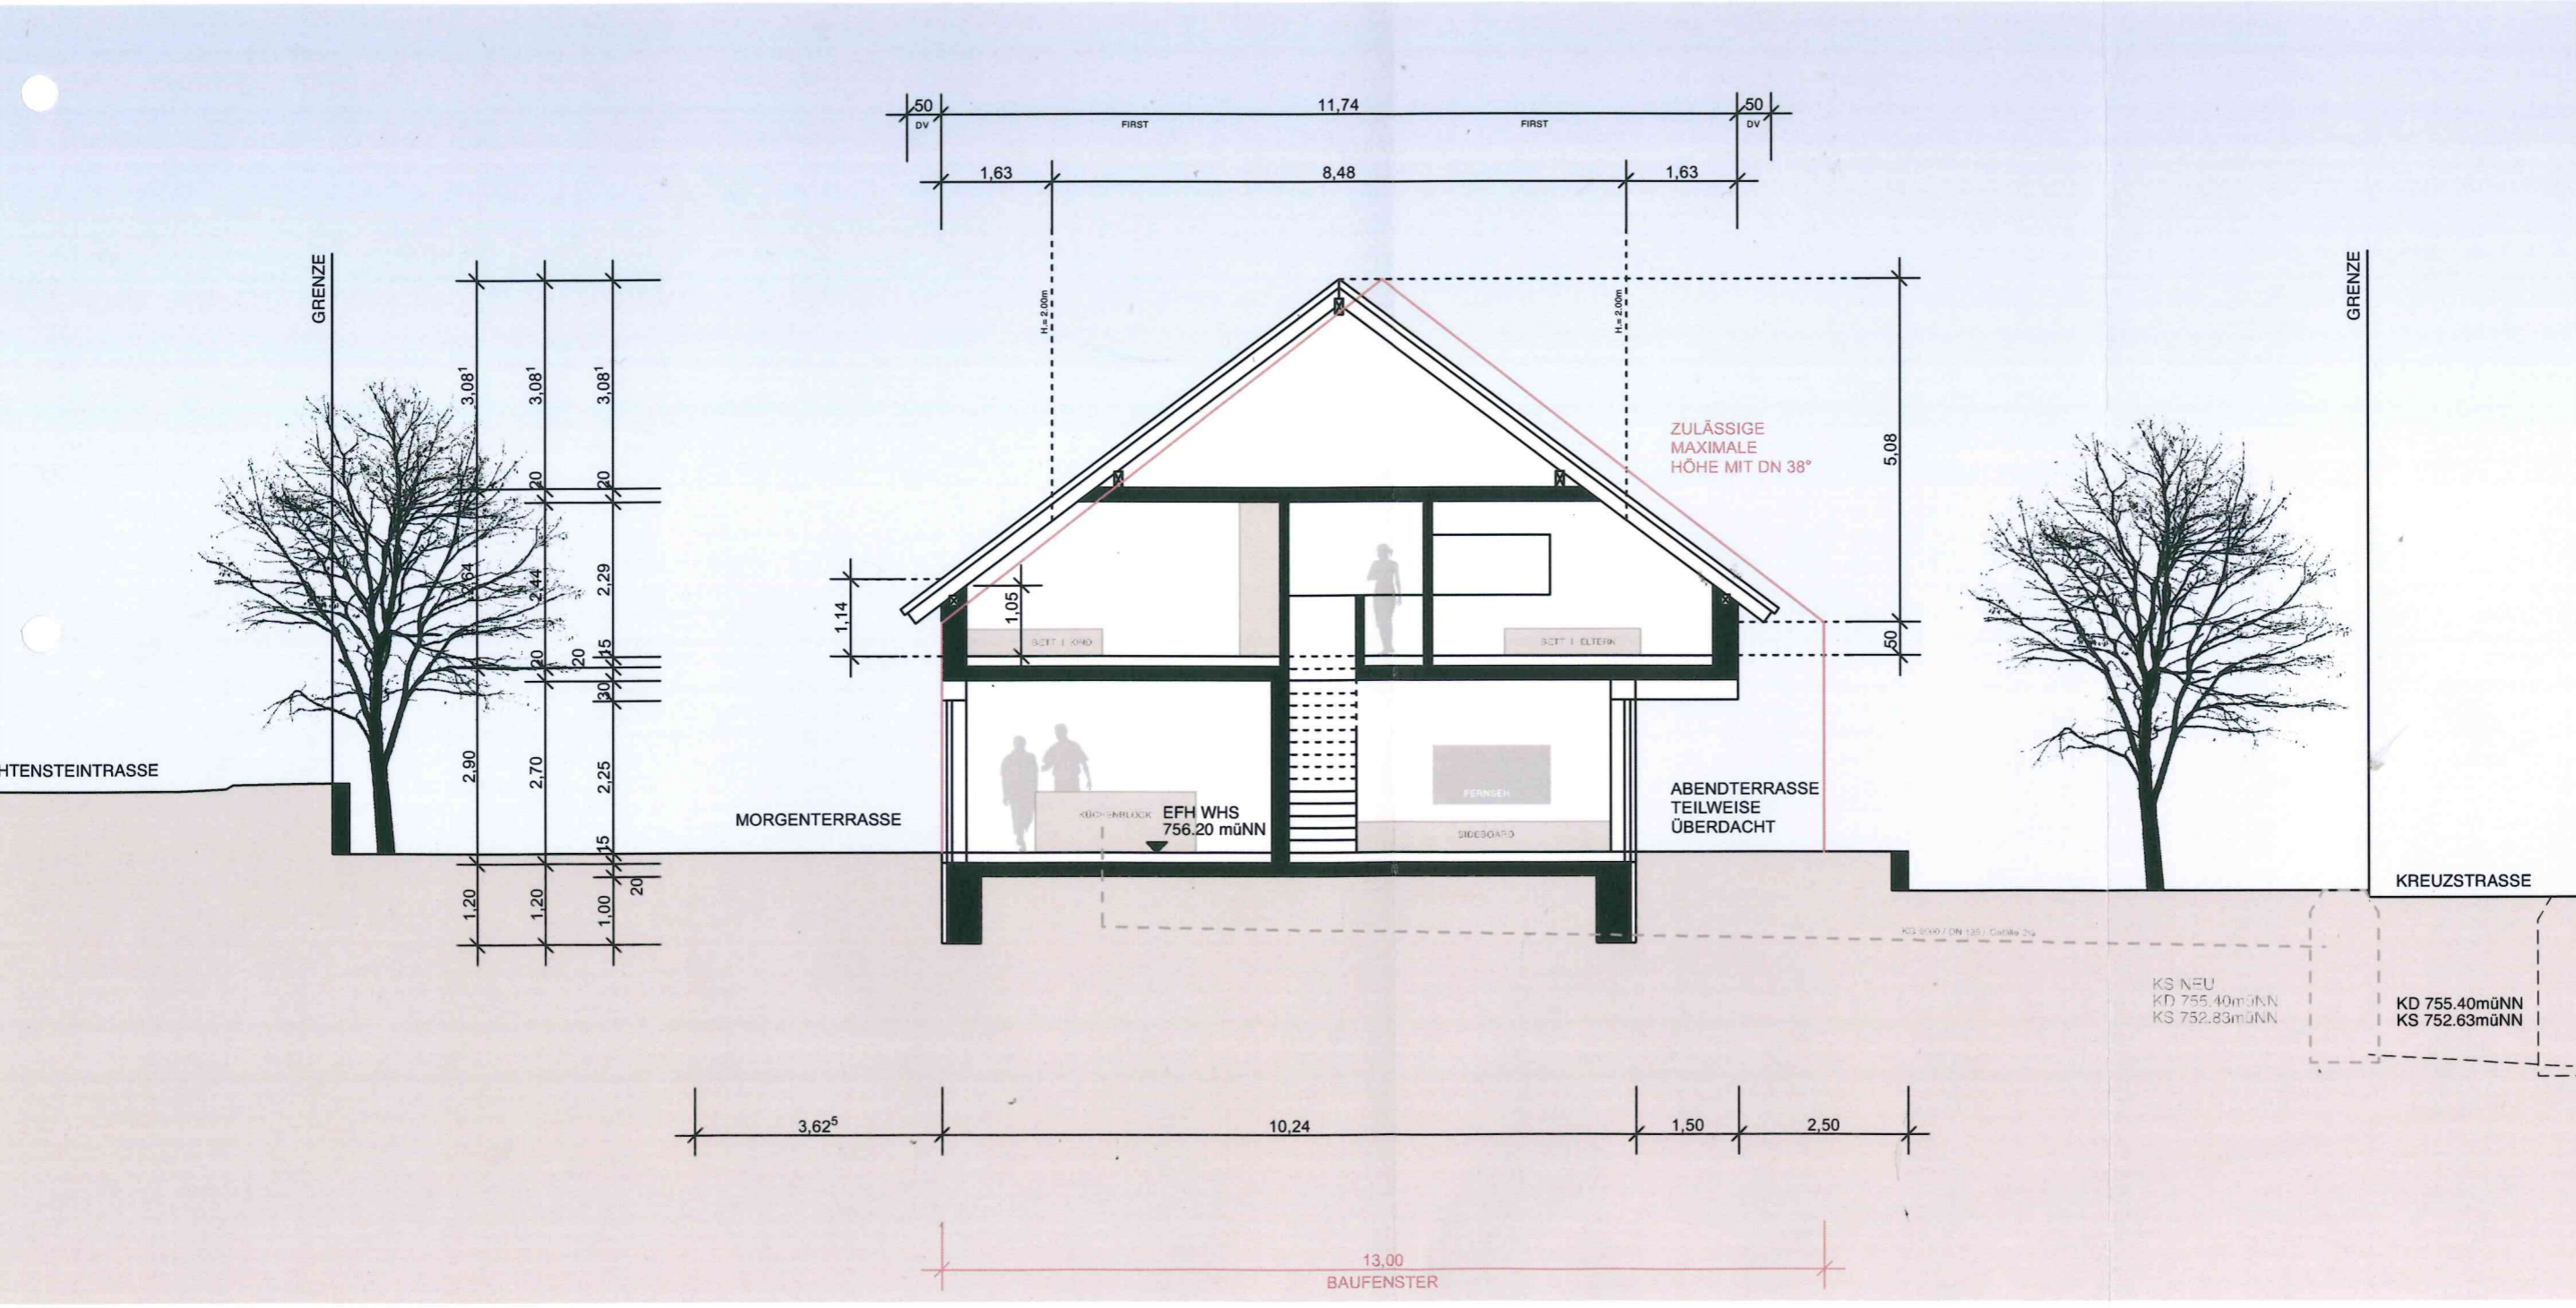 50
11,74
50
DV
FIRST
FIRST
DV
1,63
8,48
1,63
GRENZE
GRENZE
H.= 2.00m
H.= 2.00m
3,08¹
3,08¹
3,08¹
ZULÄSSIGE
MAXIMALE
HÖHE MIT DN 38°
5,08
20
20
2,64
2,44
2,29
1,14
1,05
BETT | KIND
BETT | ELTERN
50
20
20
15
30
2,90
2,70
2,25
HTENSTEINTRASSE
MORGENTERRASSE
KÜCHENBLOCK
EFH WHS
756.20 müNN
FERNSEH
SIDEBOARD
ABENDTERRASSE
TEILWEISE
ÜBERDACHT
15
20
1,20
1,20
1,00
KREUZSTRASSE
KS NEU
KD 755.40müNN
KS 752.83müNN
KD 755.40müNN
KS 752.63müNN
3,62⁵
10,24
1,50
2,50
13,00
BAUFENSTER